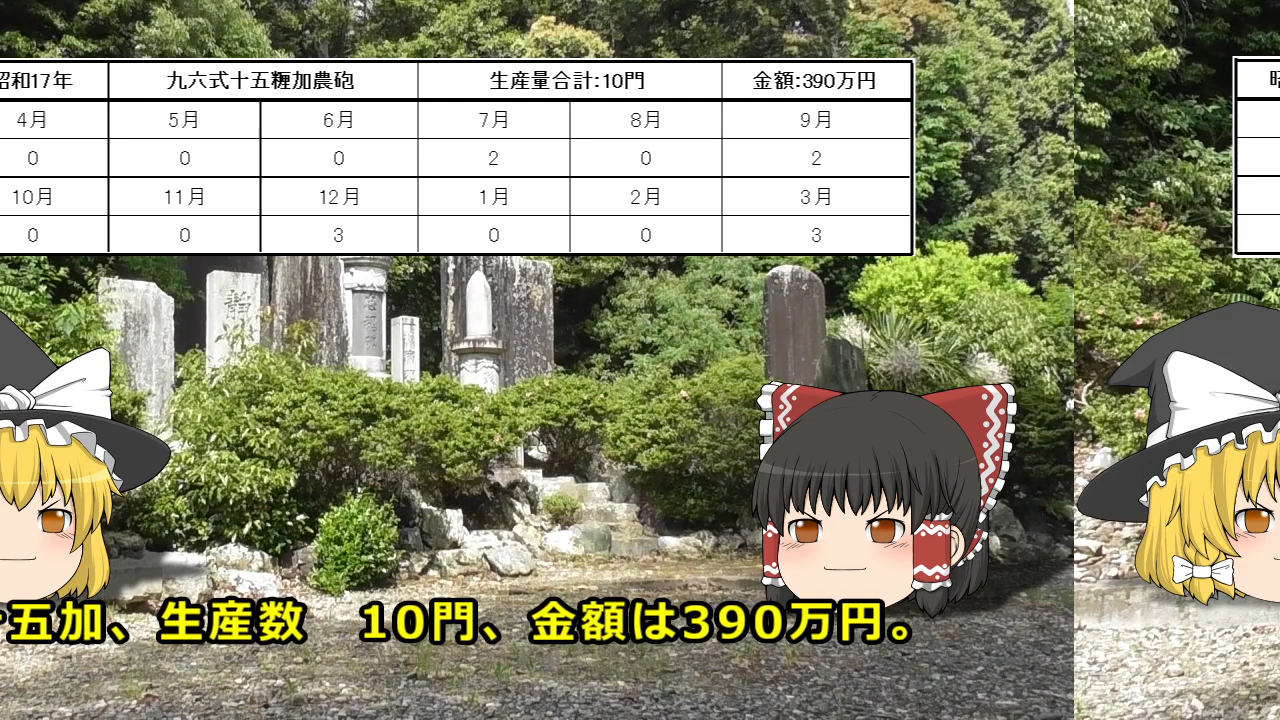 昭和17年 九六式十五糎加農砲 生産量合計:10門 金額:390万円
4月 5月 6月 7月 8月 9月
0 0 0 2 0 2
10月 11月 12月 1月 2月 3月
0 0 3 0 0 3
十五加、生産数 10門、金額は390万円。